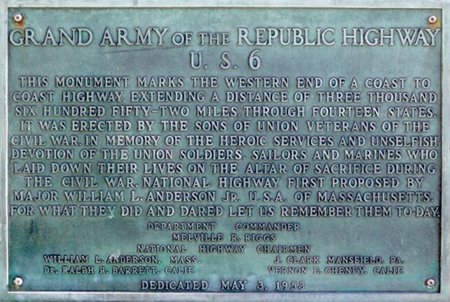 GRAND ARMY OF THE REPUBLIC HIGHWAY
U. S. 6
THIS MONUMENT MARKS THE WESTERN END OF A COAST TO
COAST HIGHWAY, EXTENDING A DISTANCE OF THREE THOUSAND
SIX HUNDRED FIFTY-TWO MILES THROUGH FOURTEEN STATES.
IT WAS ERECTED BY THE SONS OF UNION VETERANS OF THE
CIVIL WAR, IN MEMORY OF THE HEROIC SERVICES AND UNSELFISH
DEVOTION OF THE UNION SOLDIERS, SAILORS AND MARINES WHO
LAID DOWN THEIR LIVES ON THE ALTAR OF SACRIFICE DURING
THE CIVIL WAR. NATIONAL HIGHWAY FIRST PROPOSED BY
MAJOR WILLIAM L. ANDERSON JR. U.S.A. OF MASSACHUSETTS.
FOR WHAT THEY DID AND DARED LET US REMEMBER THEM TO-DAY.
DEPARTMENT COMMANDER
MELVILLE R. RIGGS
NATIONAL HIGHWAY CHAIRMEN
WILLIAM L. ANDERSON, MASS. J. CLARK MANSFIELD, PA.
DR. RALPH R. BARRETT, CALIF. VERNON E. CHENEY, CALIF.
DEDICATED MAY 3, 1953